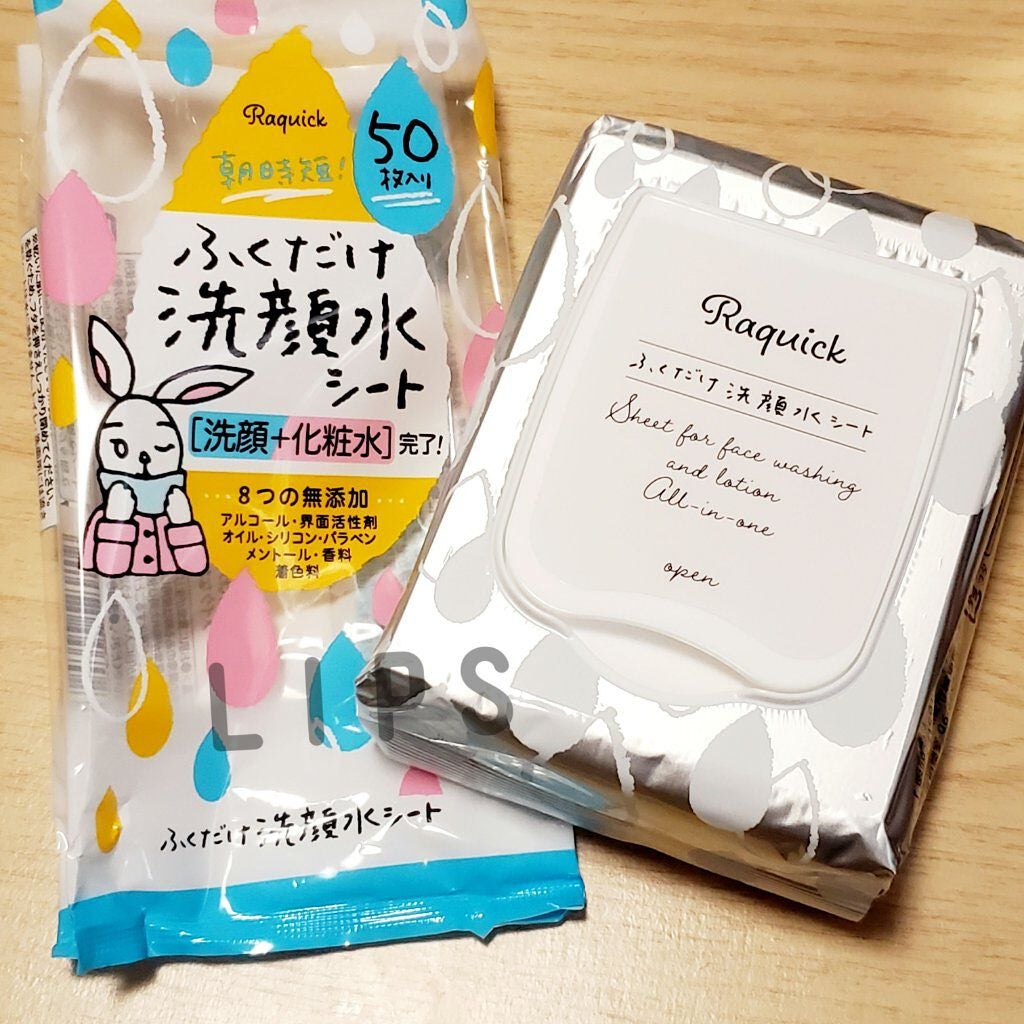 Raquick
朝時短!
50
枚入り
ふくだけ
洗顔水
シート
[洗顔+化粧水]完了!
8つの無添加
アルコール・界面活性剤
オイル・シリコン・パラベン
メントール・香料
着色料
ふくだけ洗顔水シート
Raquick
ふくだけ洗顔水シート
Sheet for face washing
and lotion
All-in-one
open
LIPS